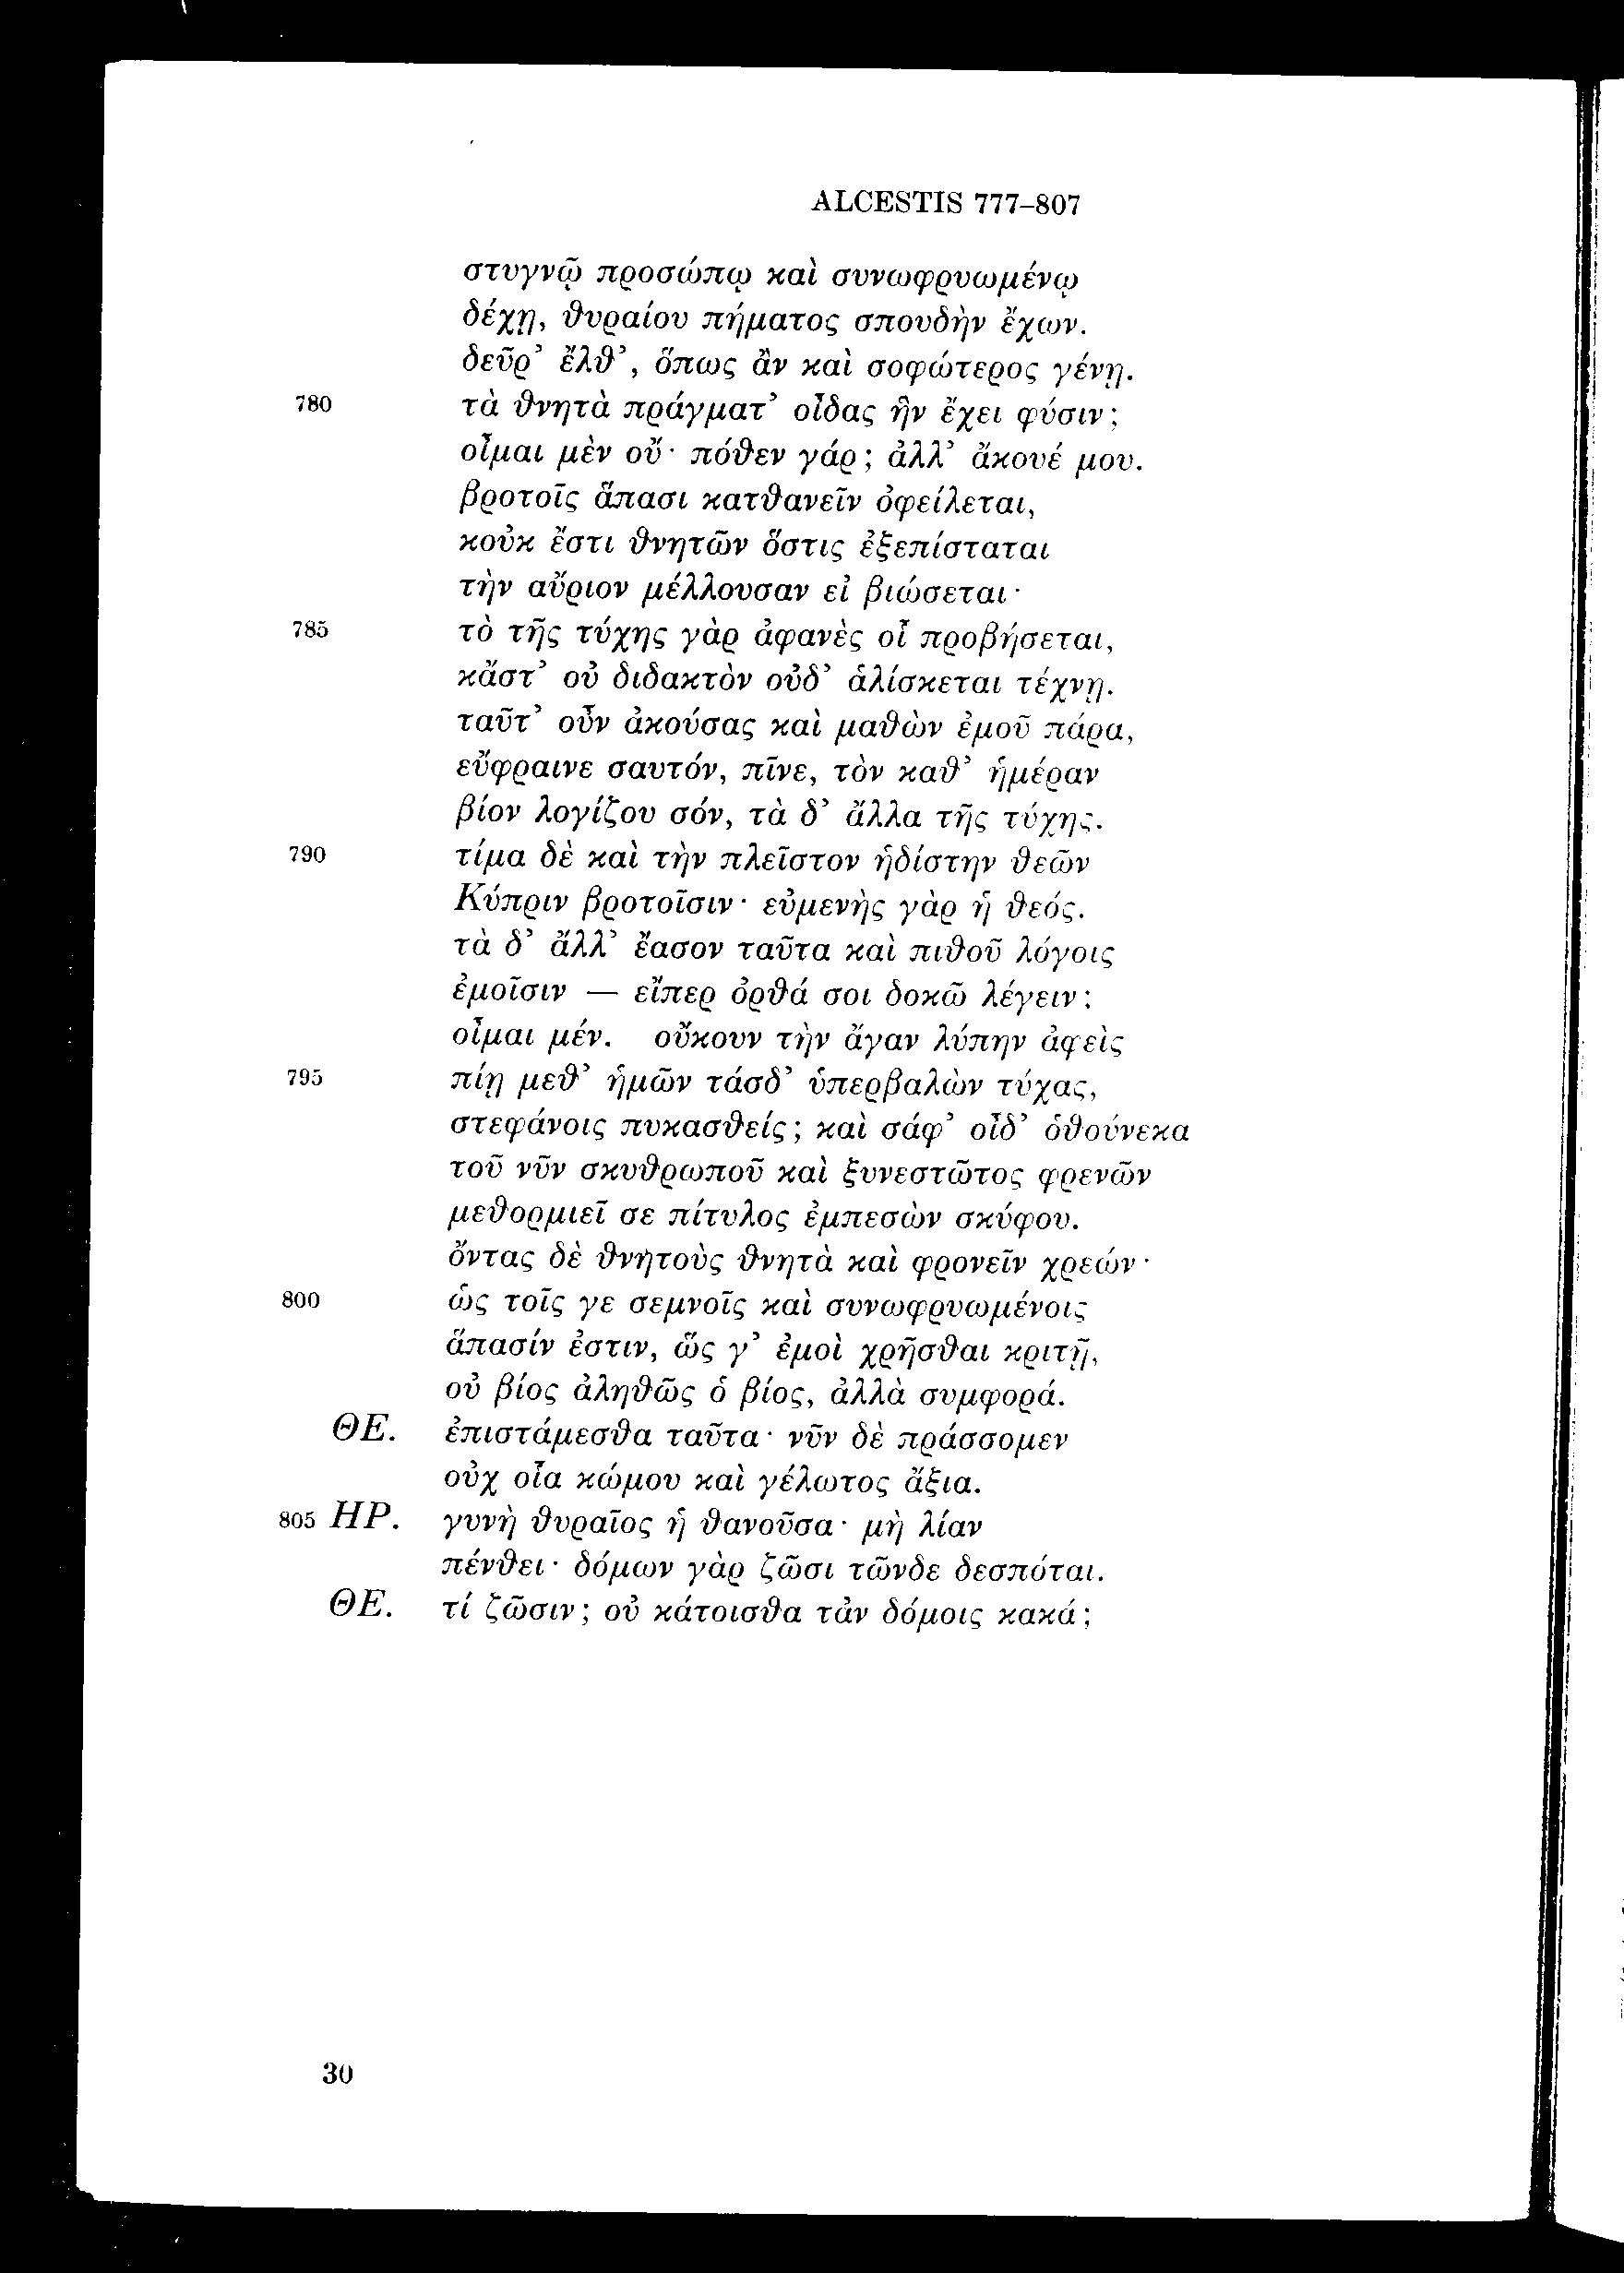 ALCESTIS 777–807
στυγνῷ προσώπῳ καὶ συνωφρυωμένῳ
δέχῃ, θυραίου πήματος σπουδὴν ἔχων.
δεῦρ’ ἔλθ’, ὅπως ἂν καὶ σοφώτερος γένῃ.
780 τὰ θνητὰ πράγματ’ οἶδας ἣν ἔχει φύσιν;
οἶμαι μὲν οὔ· πόθεν γάρ; ἀλλ’ ἄκουέ μου.
βροτοῖς ἅπασι κατθανεῖν ὀφείλεται,
κοὐκ ἔστι θνητῶν ὅστις ἐξεπίσταται
τὴν αὔριον μέλλουσαν εἰ βιώσεται·
785 τὸ τῆς τύχης γὰρ ἀφανὲς οἷ προβήσεται,
κἄστ’ οὐ διδακτὸν οὐδ’ ἁλίσκεται τέχνῃ.
ταῦτ’ οὖν ἀκούσας καὶ μαθὼν ἐμοῦ πάρα,
εὔφραινε σαυτόν, πῖνε, τὸν καθ’ ἡμέραν
βίον λογίζου σόν, τὰ δ’ ἄλλα τῆς τύχης.
790 τίμα δὲ καὶ τὴν πλεῖστον ἡδίστην θεῶν
Κύπριν βροτοῖσιν· εὐμενὴς γὰρ ἡ θεός.
τὰ δ’ ἄλλ’ ἔασον ταῦτα καὶ πιθοῦ λόγοις
ἐμοῖσιν — εἴπερ ὀρθά σοι δοκῶ λέγειν;
οἶμαι μέν. οὔκουν τὴν ἄγαν λύπην ἀφεὶς
795 πίῃ μεθ’ ἡμῶν τάσδ’ ὑπερβαλὼν τύχας,
στεφάνοις πυκασθείς; καὶ σάφ’ οἶδ’ ὁθούνεκα
τοῦ νῦν σκυθρωποῦ καὶ ξυνεστῶτος φρενῶν
μεθορμιεῖ σε πίτυλος ἐμπεσὼν σκύφου.
ὄντας δὲ θνητοὺς θνητὰ καὶ φρονεῖν χρεών·
800 ὡς τοῖς γε σεμνοῖς καὶ συνωφρυωμένοις
ἅπασίν ἐστιν, ὥς γ’ ἐμοὶ χρῆσθαι κριτῇ,
οὐ βίος ἀληθῶς ὁ βίος, ἀλλὰ συμφορά.
ΘΕ. ἐπιστάμεσθα ταῦτα· νῦν δὲ πράσσομεν
οὐχ οἷα κώμου καὶ γέλωτος ἄξια.
805 ΗΡ. γυνὴ θυραῖος ἡ θανοῦσα· μὴ λίαν
πένθει· δόμων γὰρ ζῶσι τῶνδε δεσπόται.
ΘΕ. τί ζῶσιν; οὐ κάτοισθα τἀν δόμοις κακά;
30